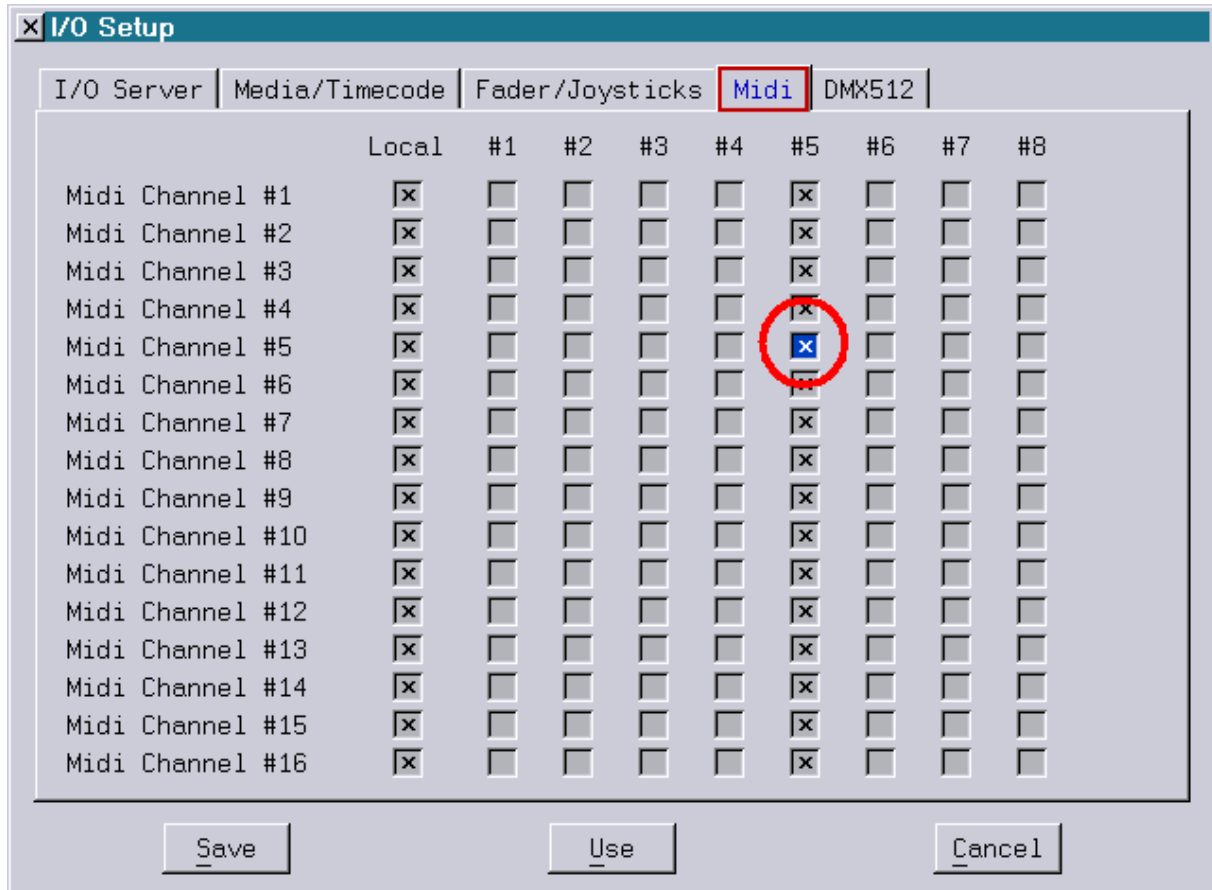 I/O Setup
I/O Server Media/Timecode Fader/Joysticks Midi DMX512
Local #1 #2 #3 #4 #5 #6 #7 #8
Midi Channel #1
Midi Channel #2
Midi Channel #3
Midi Channel #4
Midi Channel #5
Midi Channel #6
Midi Channel #7
Midi Channel #8
Midi Channel #9
Midi Channel #10
Midi Channel #11
Midi Channel #12
Midi Channel #13
Midi Channel #14
Midi Channel #15
Midi Channel #16
Save Use Cancel